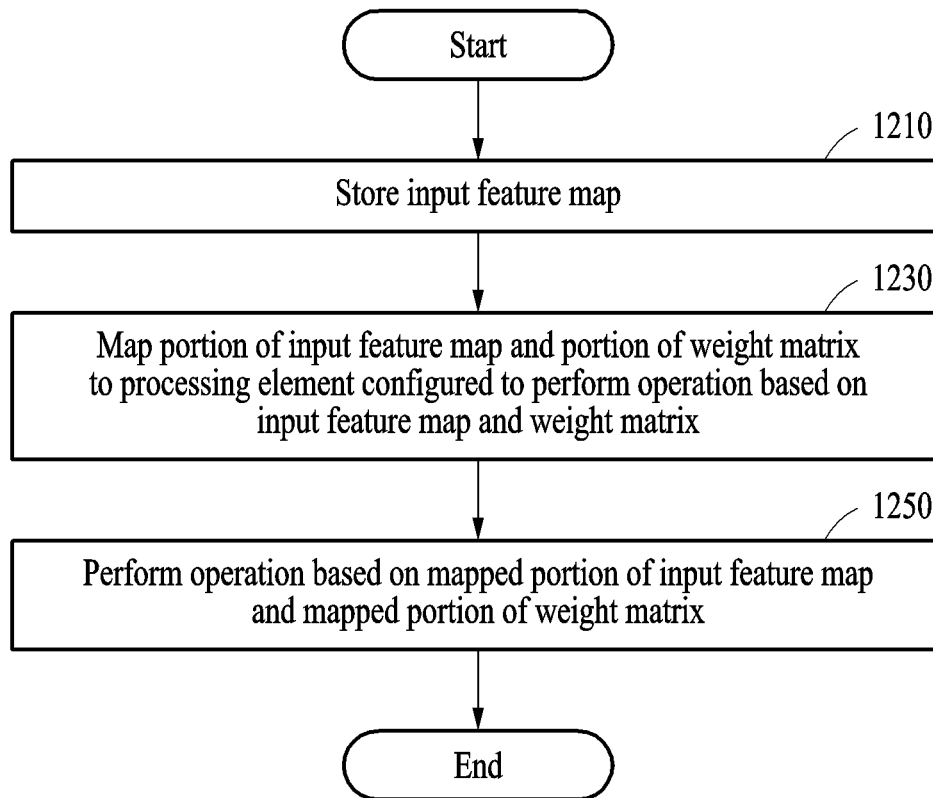 Start
1210
Store input feature map
1230
Map portion of input feature map and portion of weight matrix
to processing element configured to perform operation based on
input feature map and weight matrix
1250
Perform operation based on mapped portion of input feature map
and mapped portion of weight matrix
End